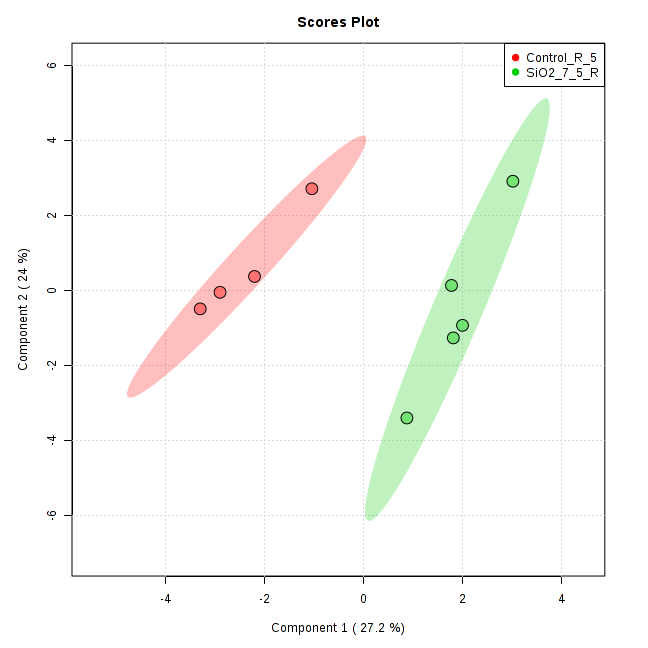 Scores Plot
Control_R_5
SiO2_7_5_R
6
4
2
0
-2
-4
-6
Component 2 ( 24 %)
-4
-2
0
2
4
Component 1 ( 27.2 %)